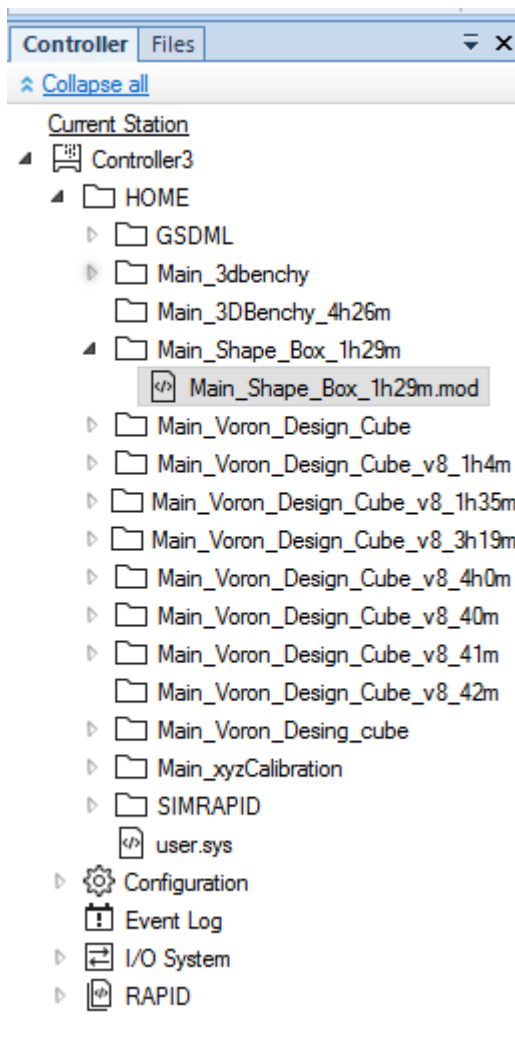 Controller Files
Collapse all
Current Station
Controller3
HOME
GSDML
Main_3dbenchy
Main_3DBenchy_4h26m
Main_Shape_Box_1h29m
Main_Shape_Box_1h29m.mod
Main_Voron_Design_Cube
Main_Voron_Design_Cube_v8_1h4m
Main_Voron_Design_Cube_v8_1h35m
Main_Voron_Design_Cube_v8_3h19m
Main_Voron_Design_Cube_v8_4h0m
Main_Voron_Design_Cube_v8_40m
Main_Voron_Design_Cube_v8_41m
Main_Voron_Design_Cube_v8_42m
Main_Voron_Desing_cube
Main_xyzCalibration
SIMRAPID
user.sys
Configuration
Event Log
I/O System
RAPID